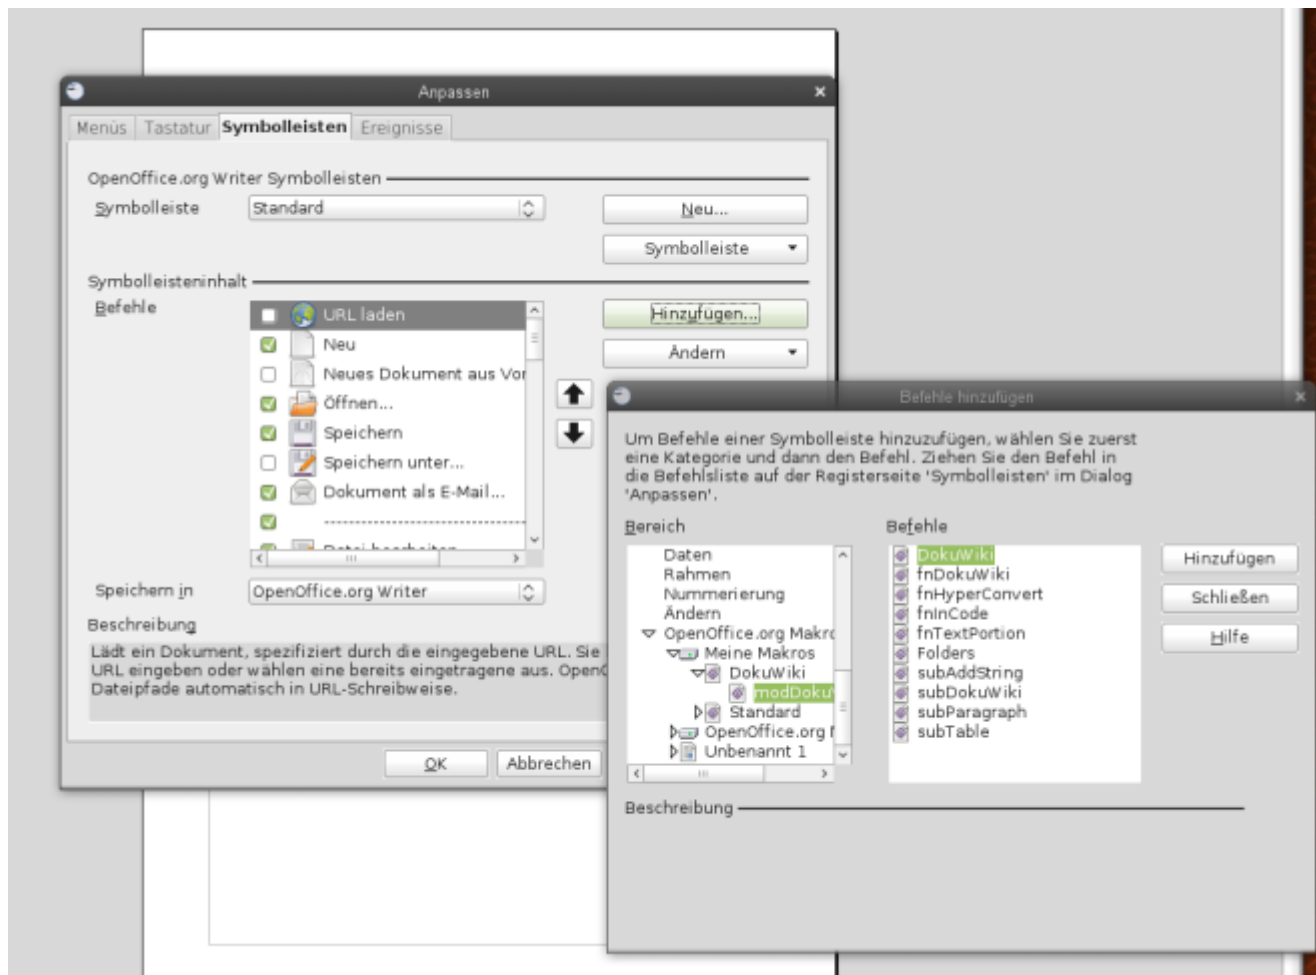 Anpassen
Menüs Tastatur Symbolleisten Ereignisse
OpenOffice.org Writer Symbolleisten
Symbolleiste Standard Neu...
Symbolleiste
Symbolleisteninhalt
Befehle
URL laden
Neu
Neues Dokument aus Vor
Öffnen...
Speichern
Speichern unter...
Dokument als E-Mail...
--------------------------------
Datei bearbeiten
Hinzufügen...
Ändern
Speichern in OpenOffice.org Writer
Beschreibung
Lädt ein Dokument, spezifiziert durch die eingegebene URL. Sie
URL eingeben oder wählen eine bereits eingetragene aus. OpenO
Dateipfade automatisch in URL-Schreibweise.
OK Abbrechen
Befehle hinzufügen
Um Befehle einer Symbolleiste hinzuzufügen, wählen Sie zuerst
eine Kategorie und dann den Befehl. Ziehen Sie den Befehl in
die Befehlsliste auf der Registerseite 'Symbolleisten' im Dialog
'Anpassen'.
Bereich
Daten
Rahmen
Nummerierung
Ändern
OpenOffice.org Makro
Meine Makros
DokuWiki
modDokuW
Standard
OpenOffice.org M
Unbenannt 1
Befehle
DokuWiki
fnDokuWiki
fnHyperConvert
fnInCode
fnTextPortion
Folders
subAddString
subDokuWiki
subParagraph
subTable
Hinzufügen
Schließen
Hilfe
Beschreibung